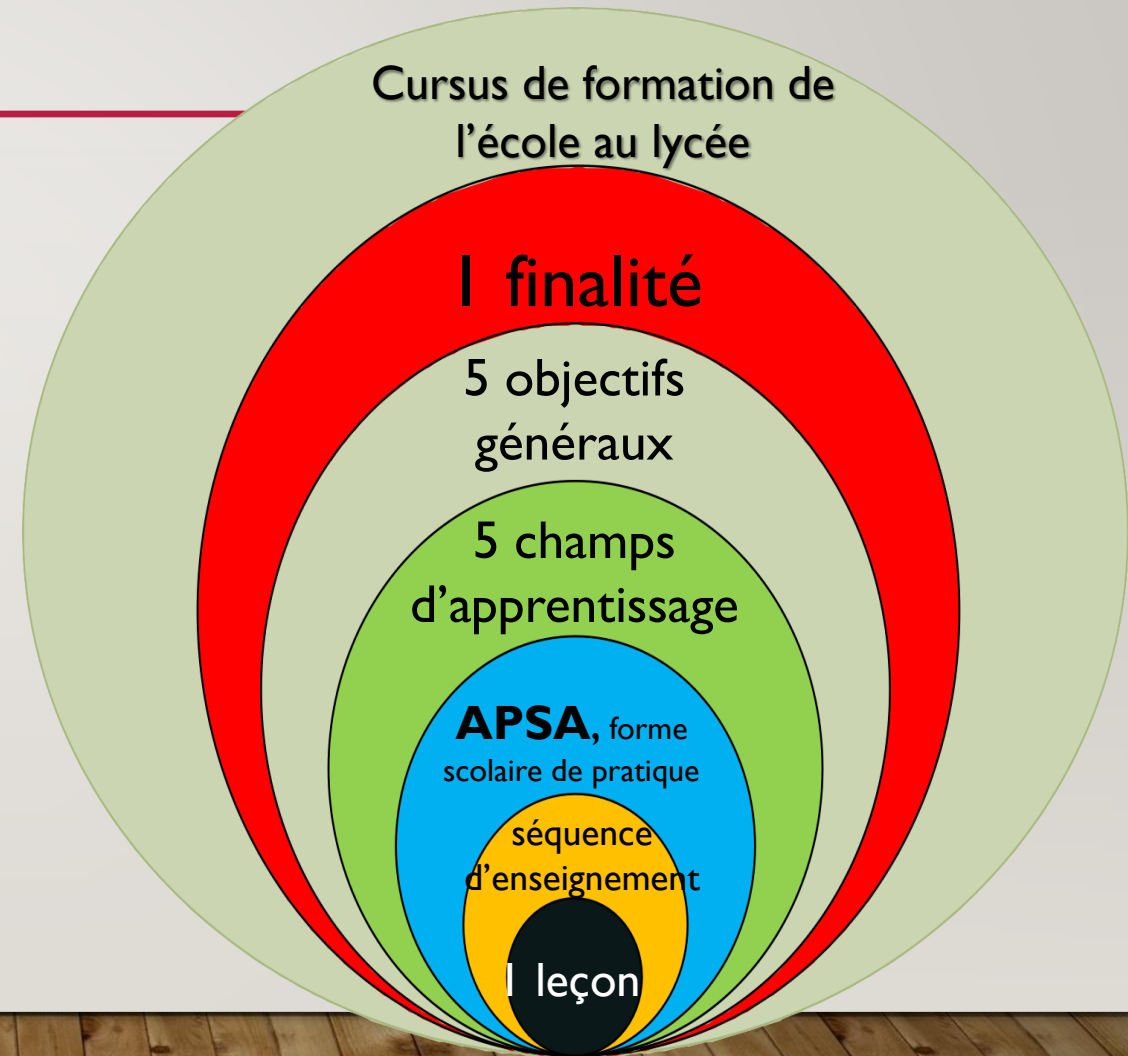 Cursus de formation de
l’école au lycée
1 finalité
5 objectifs
généraux
5 champs
d’apprentissage
APSA, forme
scolaire de pratique
séquence
d’enseignement
1 leçon